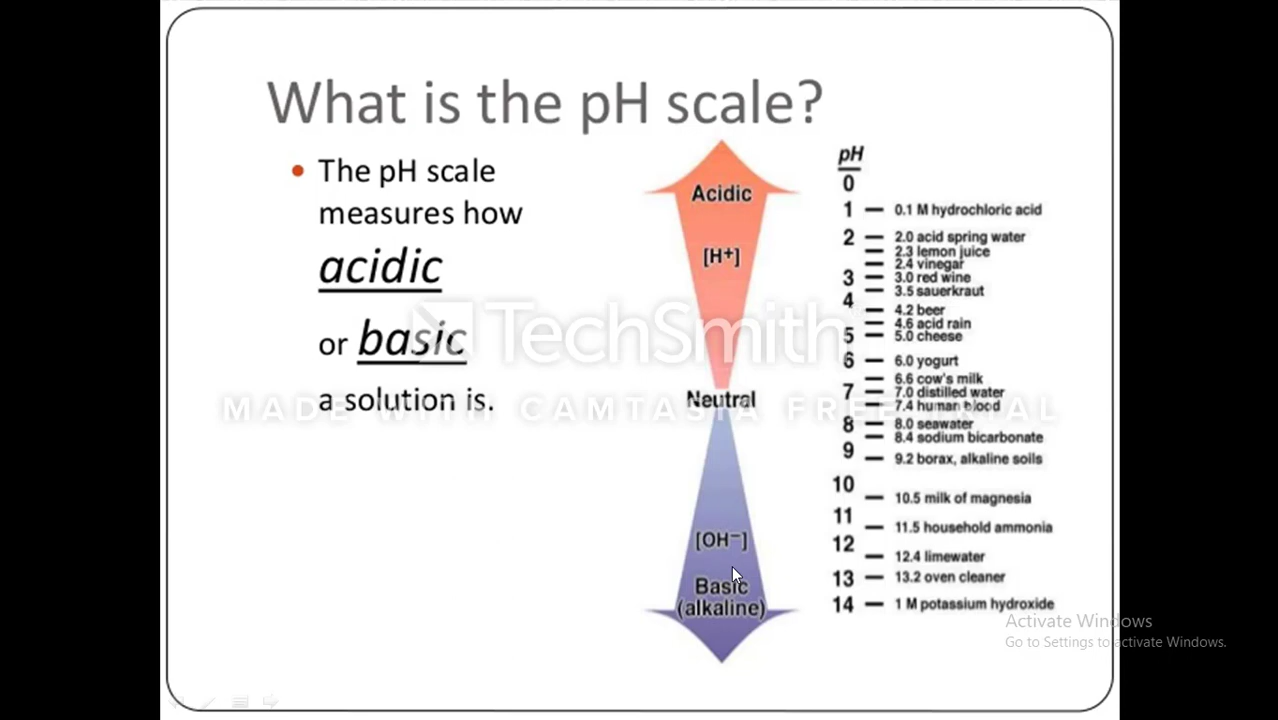 What is the pH scale?
• The pH scale
measures how
acidic
or basic
a solution is.
Acidic
[H⁺]
Neutral
[OH⁻]
Basic
(alkaline)
pH
0
1 — 0.1 M hydrochloric acid
2 — 2.0 acid spring water
— 2.3 lemon juice
— 2.4 vinegar
3 — 3.0 red wine
— 3.5 sauerkraut
4
— 4.2 beer
— 4.6 acid rain
5 — 5.0 cheese
6 — 6.0 yogurt
— 6.6 cow's milk
7 — 7.0 distilled water
— 7.4 human blood
8 — 8.0 seawater
— 8.4 sodium bicarbonate
9
— 9.2 borax, alkaline soils
10
— 10.5 milk of magnesia
11
— 11.5 household ammonia
12
— 12.4 limewater
13 — 13.2 oven cleaner
14 — 1 M potassium hydroxide
TechSmith
MADE WITH CAMTASIA FREE TRIAL
Activate Windows
Go to Settings to activate Windows.